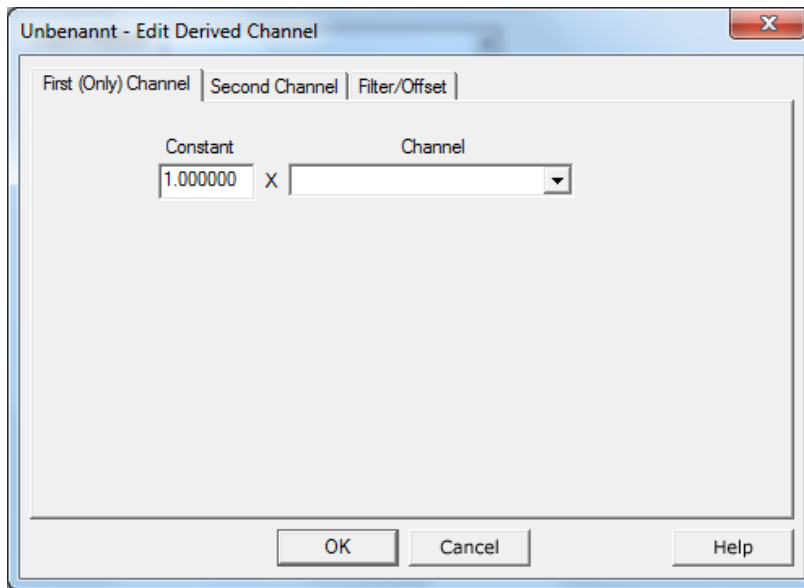 Unbenannt - Edit Derived Channel
First (Only) Channel Second Channel Filter/Offset
Constant Channel
1.000000 X
OK Cancel Help